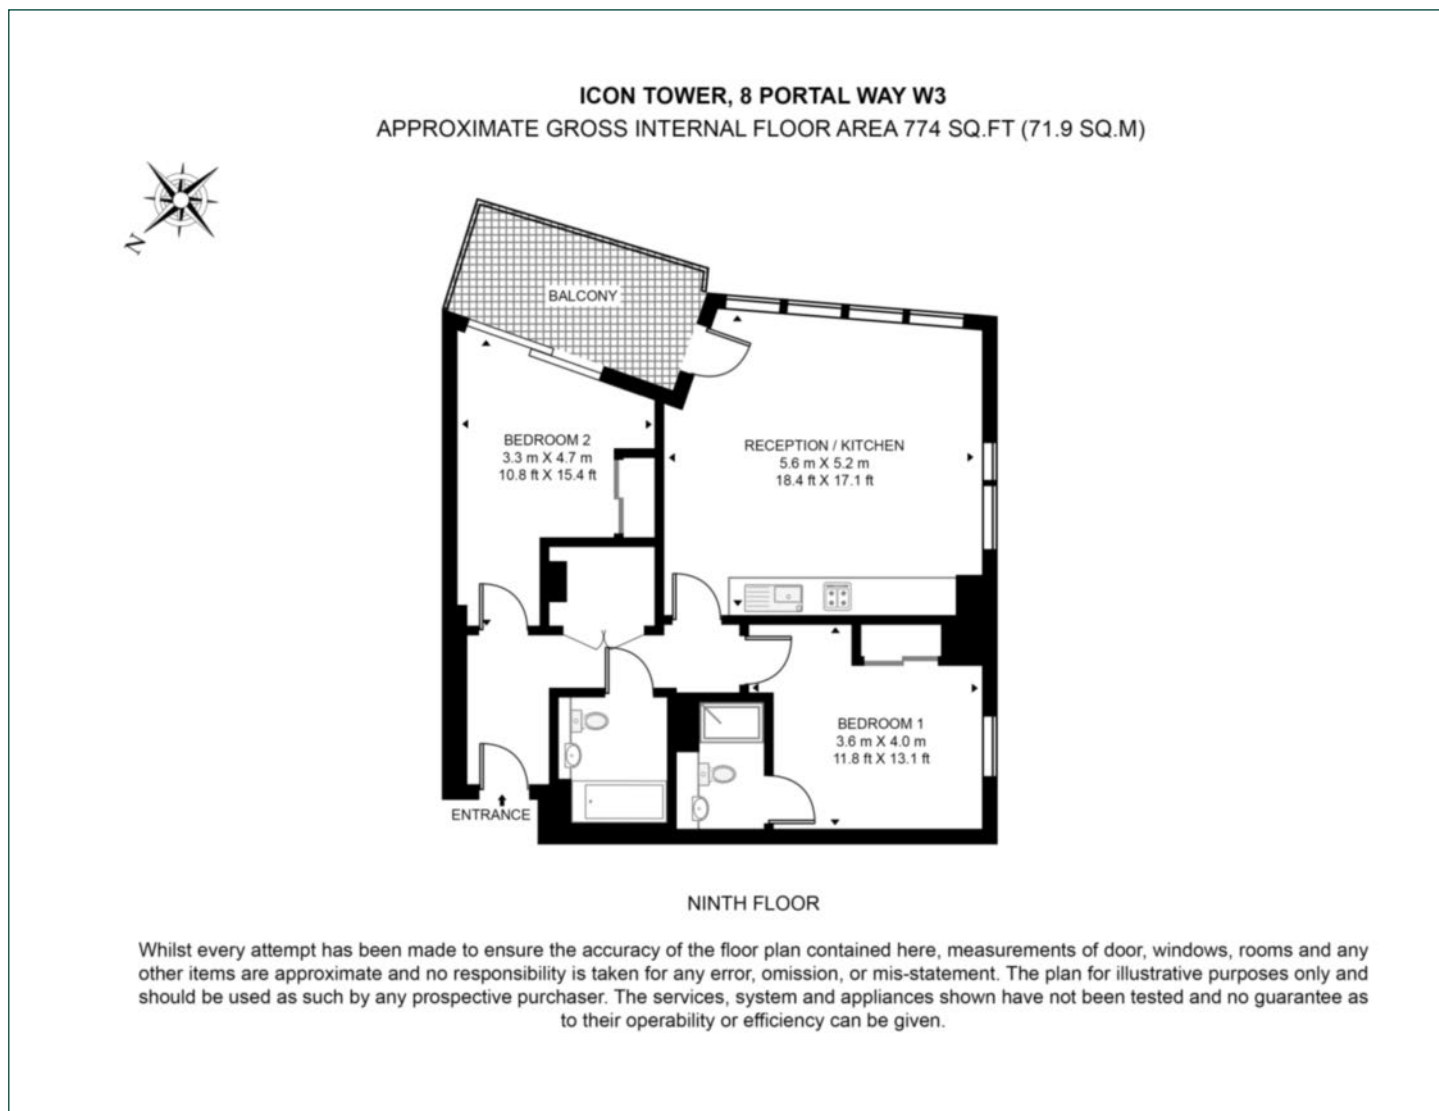 ICON TOWER, 8 PORTAL WAY W3
APPROXIMATE GROSS INTERNAL FLOOR AREA 774 SQ.FT (71.9 SQ.M)
N
BALCONY
BEDROOM 2
3.3 m X 4.7 m
10.8 ft X 15.4 ft
RECEPTION / KITCHEN
5.6 m X 5.2 m
18.4 ft X 17.1 ft
BEDROOM 1
3.6 m X 4.0 m
11.8 ft X 13.1 ft
ENTRANCE
NINTH FLOOR
Whilst every attempt has been made to ensure the accuracy of the floor plan contained here, measurements of door, windows, rooms and any
other items are approximate and no responsibility is taken for any error, omission, or mis-statement. The plan for illustrative purposes only and
should be used as such by any prospective purchaser. The services, system and appliances shown have not been tested and no guarantee as
to their operability or efficiency can be given.